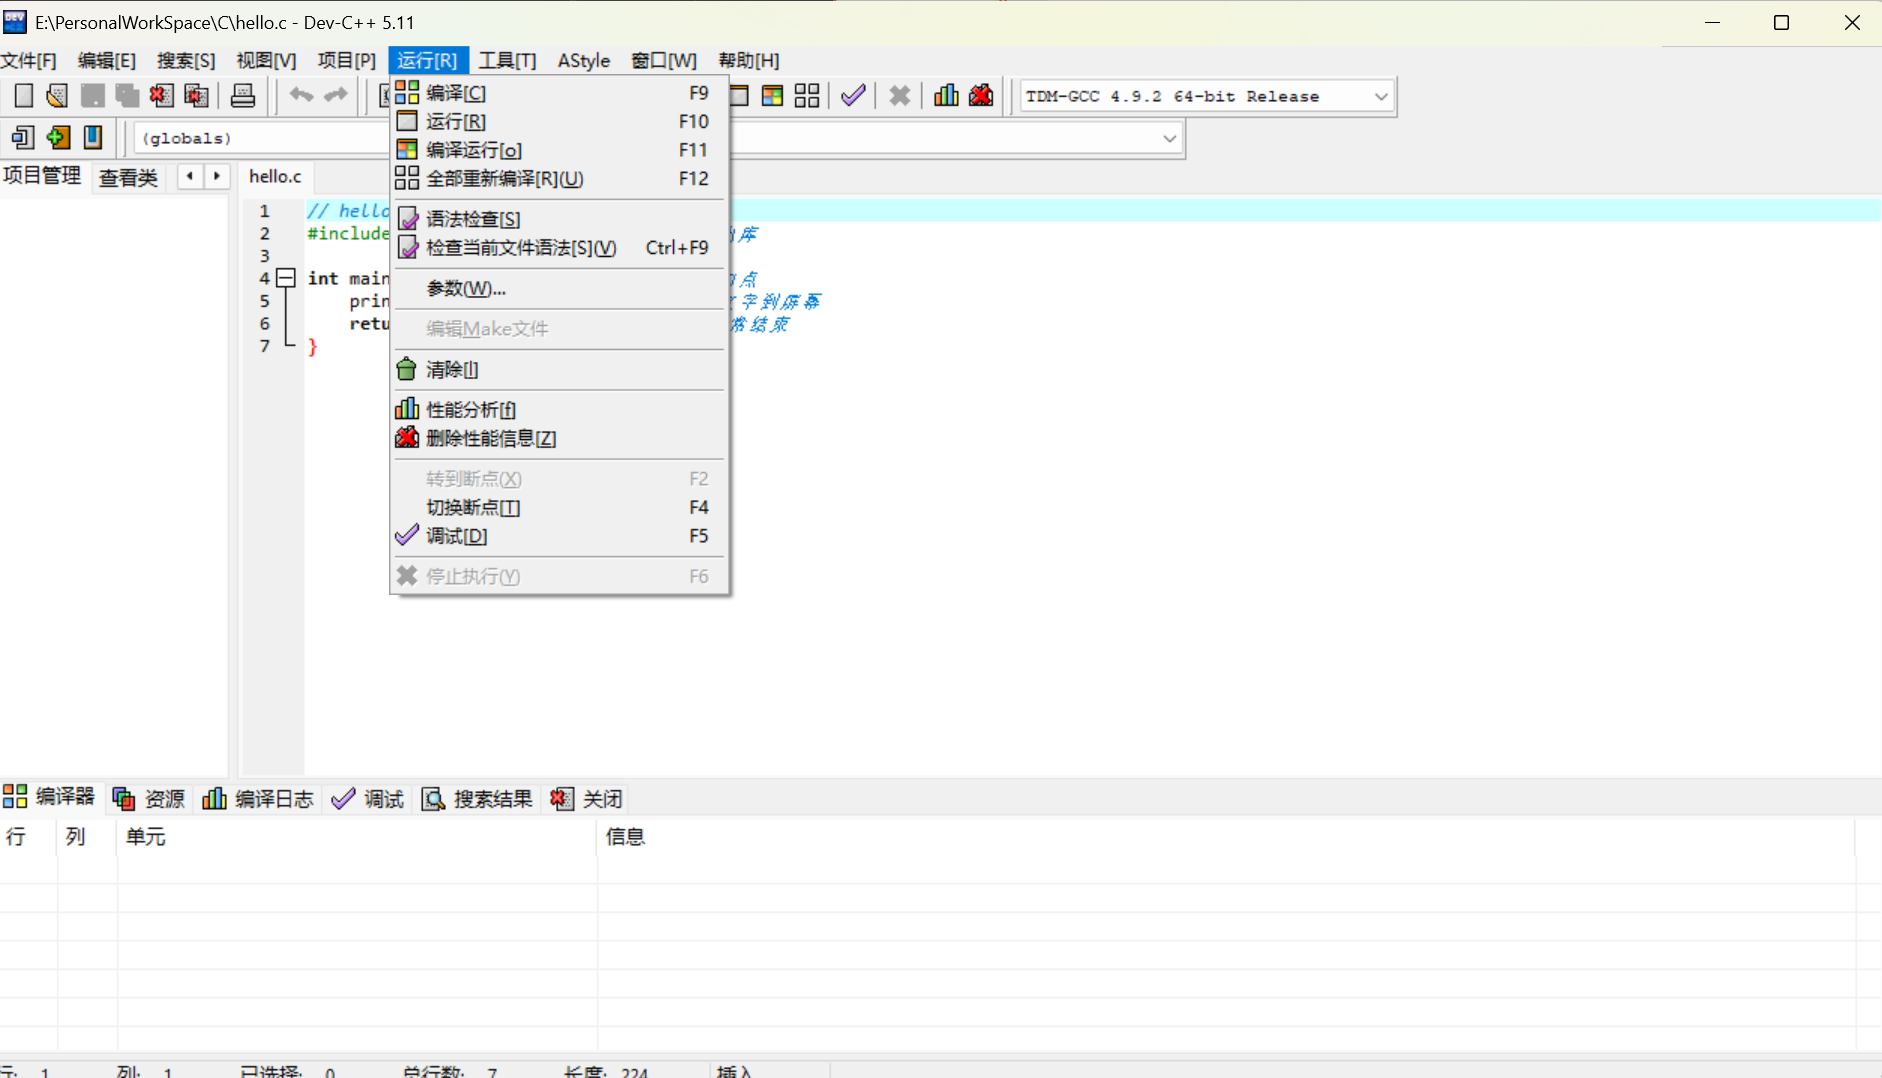 E:\PersonalWorkSpace\C\hello.c - Dev-C++ 5.11
文件[F] 编辑[E] 搜索[S] 视图[V] 项目[P] 运行[R] 工具[T] AStyle 窗口[W] 帮助[H]
TDM-GCC 4.9.2 64-bit Release
(globals)
项目管理 查看类
hello.c
编译[C] F9
运行[R] F10
编译运行[o] F11
全部重新编译[R](U) F12
语法检查[S]
检查当前文件语法[S](V) Ctrl+F9
参数(W)...
编辑Make文件
清除[l]
性能分析[f]
删除性能信息[Z]
转到断点(X) F2
切换断点[T] F4
调试[D] F5
停止执行(Y) F6
1 // hello
2 #include 库
3
4 int main 点
5 prin 字到屏幕
6 retu 常结束
7 }
编译器 资源 编译日志 调试 搜索结果 关闭
行 列 单元 信息
行: 1 列: 1 已选择: 0 总行数: 7 长度: 224 插入